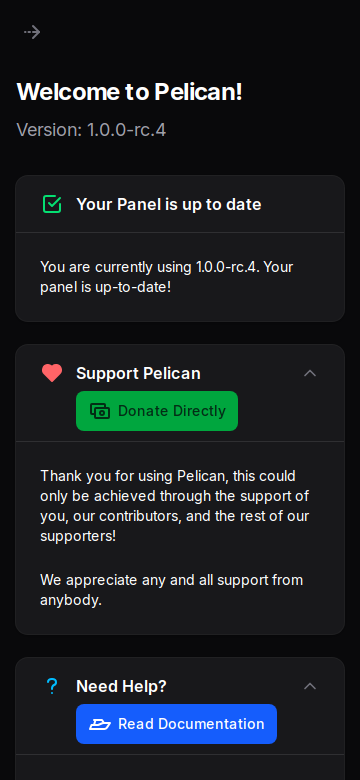 Welcome to Pelican!
Version: 1.0.0-rc.4
Your Panel is up to date
You are currently using 1.0.0-rc.4. Your
panel is up-to-date!
Support Pelican
Donate Directly
Thank you for using Pelican, this could
only be achieved through the support of
you, our contributors, and the rest of our
supporters!
We appreciate any and all support from
anybody.
Need Help?
Read Documentation